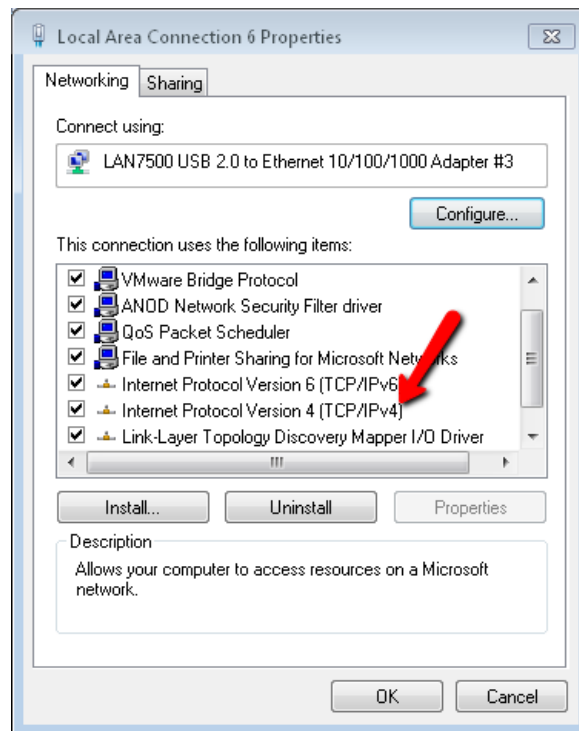 Local Area Connection 6 Properties
Networking
Sharing
Connect using:
LAN7500 USB 2.0 to Ethernet 10/100/1000 Adapter #3
Configure...
This connection uses the following items:
VMware Bridge Protocol
ANOD Network Security Filter driver
QoS Packet Scheduler
File and Printer Sharing for Microsoft Networks
Internet Protocol Version 6 (TCP/IPv6
Internet Protocol Version 4 (TCP/IPv4)
Link-Layer Topology Discovery Mapper I/O Driver
Install...
Uninstall
Properties
Description
Allows your computer to access resources on a Microsoft
network.
OK
Cancel